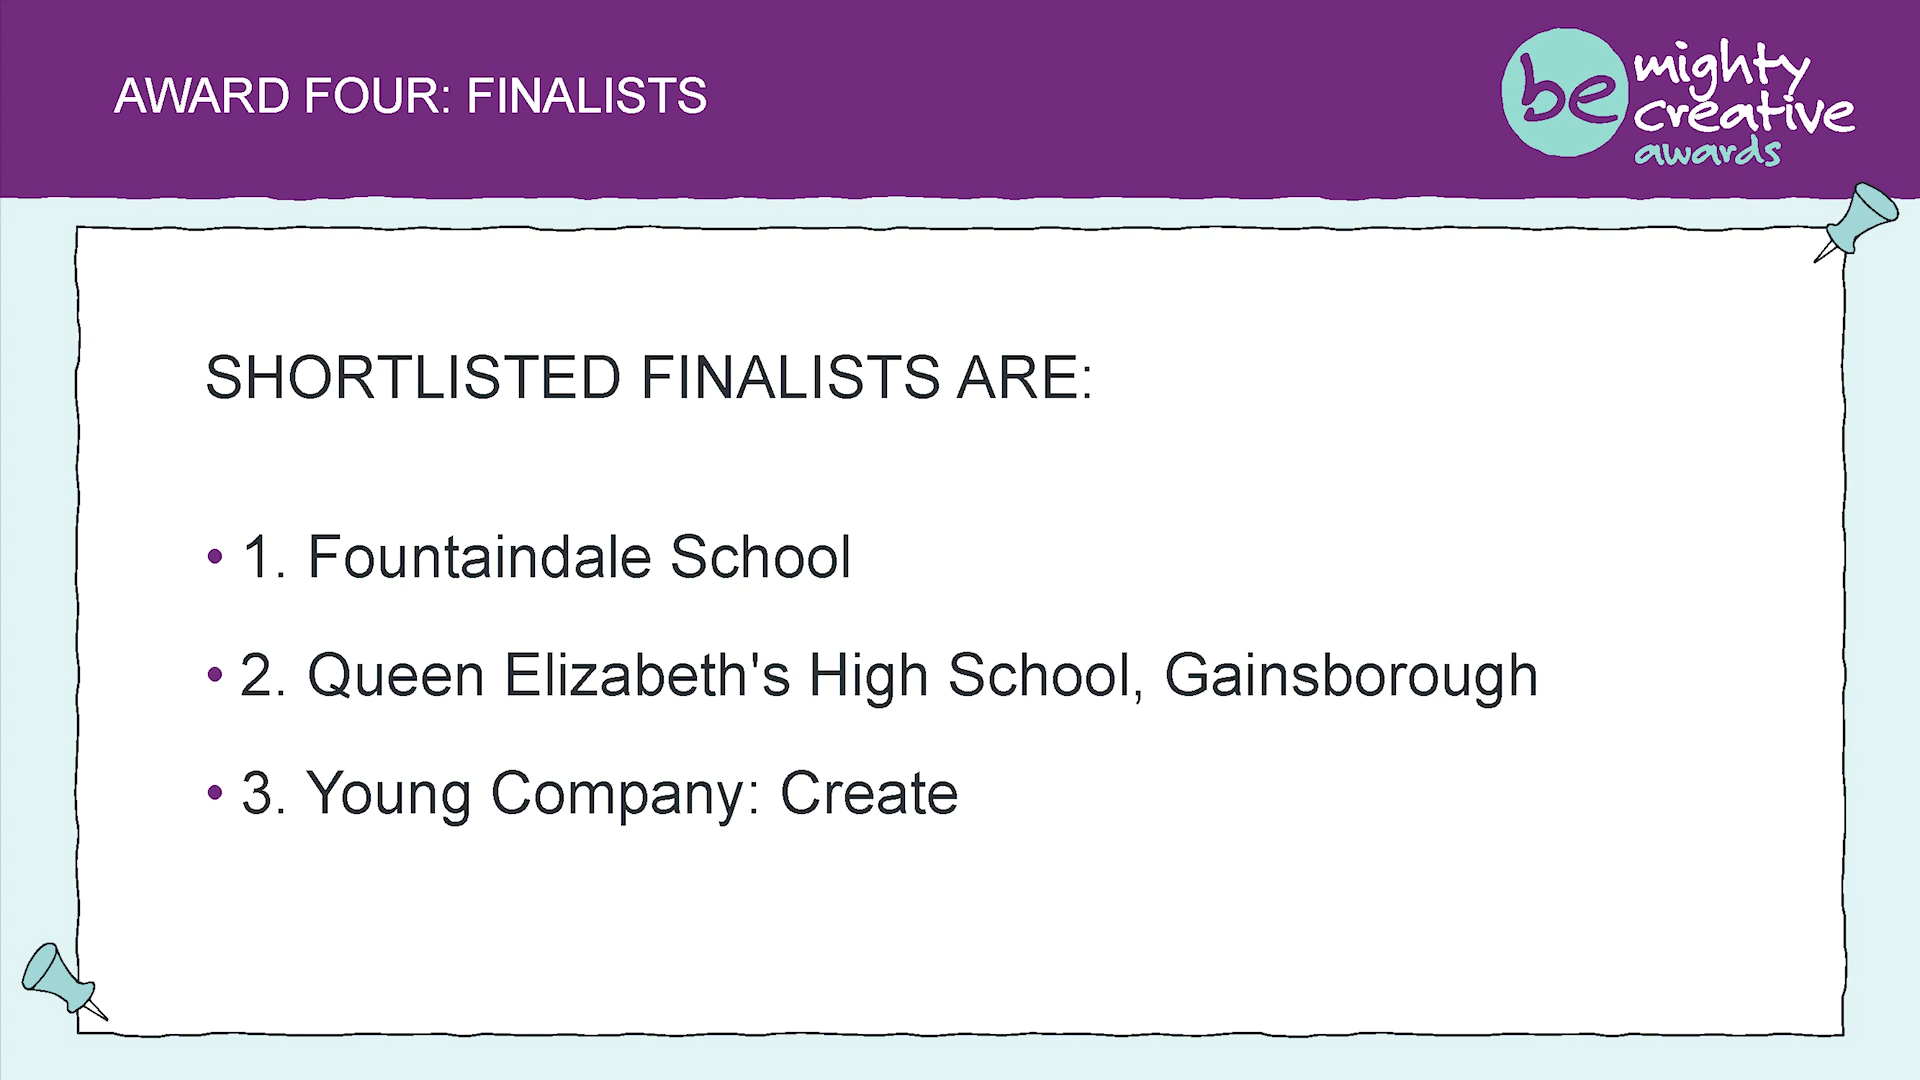 AWARD FOUR: FINALISTS
be mighty
creative
awards
SHORTLISTED FINALISTS ARE:
• 1. Fountaindale School
• 2. Queen Elizabeth's High School, Gainsborough
• 3. Young Company: Create